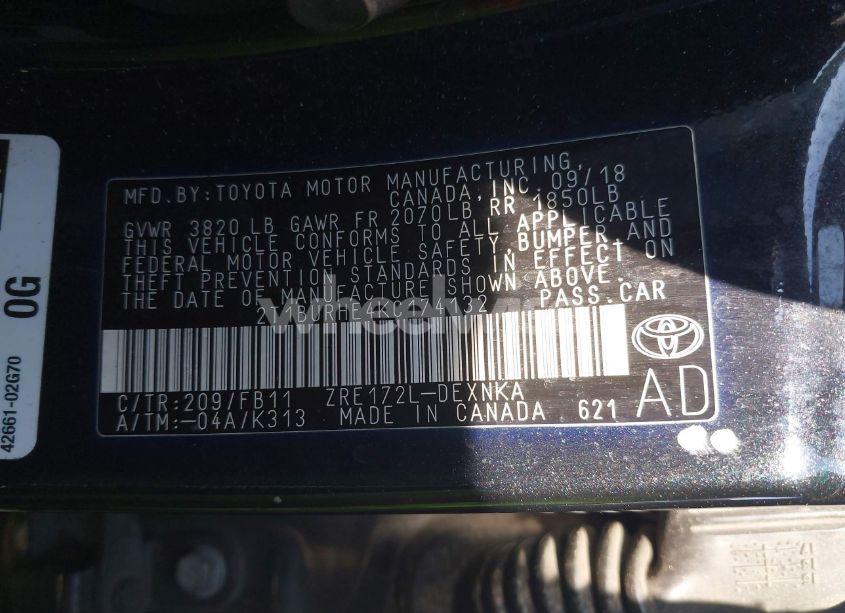 MFD.BY:TOYOTA MOTOR MANUFACTURING,
CANADA,INC. 09/18
GVWR 3820 LB GAWR FR 2070LB RR 1850LB
THIS VEHICLE CONFORMS TO ALL APPLICABLE
FEDERAL MOTOR VEHICLE SAFETY,BUMPER,AND
THEFT PREVENTION STANDARDS IN EFFECT ON
THE DATE OF MANUFACTURE SHOWN ABOVE.
PASS.CAR
C/TR:209/FB11 ZRE172L-DEXNKA
A/TM:-04A/K313 MADE IN CANADA 621
AD
0G
42661-02G70